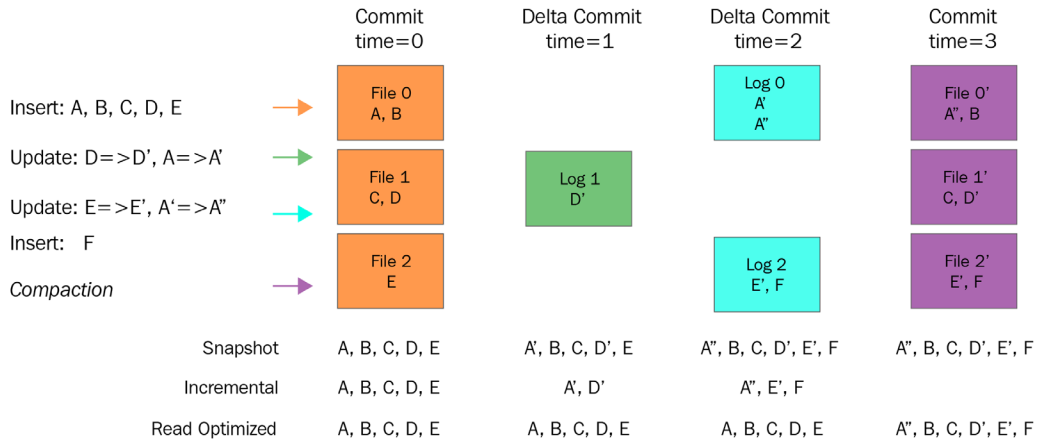 Commit time=0
Delta Commit time=1
Delta Commit time=2
Commit time=3
Insert: A, B, C, D, E
Update: D=>D’, A=>A’
Update: E=>E’, A‘=>A”
Insert: F
Compaction
File 0
A, B
File 1
C, D
File 2
E
Log 1
D’
Log 0
A’
A”
Log 2
E’, F
File 0’
A”, B
File 1’
C, D’
File 2’
E’, F
Snapshot A, B, C, D, E A’, B, C, D’, E A”, B, C, D’, E’, F A”, B, C, D’, E’, F
Incremental A, B, C, D, E A’, D’ A”, E’, F
Read Optimized A, B, C, D, E A, B, C, D, E A, B, C, D, E A”, B, C, D’, E’, F